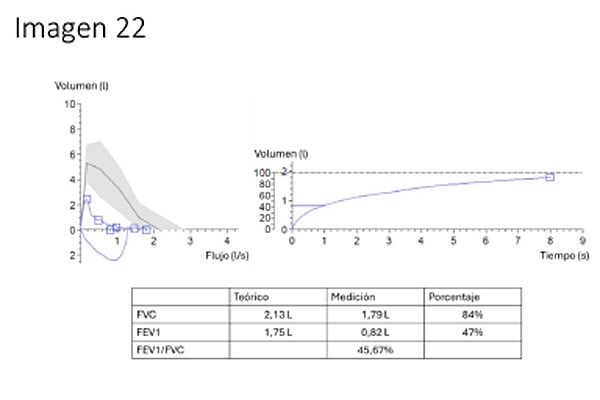 Imagen 22
Volumen (l)
10
8
6
4
2
0
2
1 2 3 4
Flujo (l/s)
Volumen (l)
100 2
80
60
40 1
20
0 0
0 1 2 3 4 5 6 7 8 9
Tiempo (s)
Teórico Medición Porcentaje
FVC 2,13 L 1,79 L 84%
FEV1 1,75 L 0,82 L 47%
FEV1/FVC 45,67%